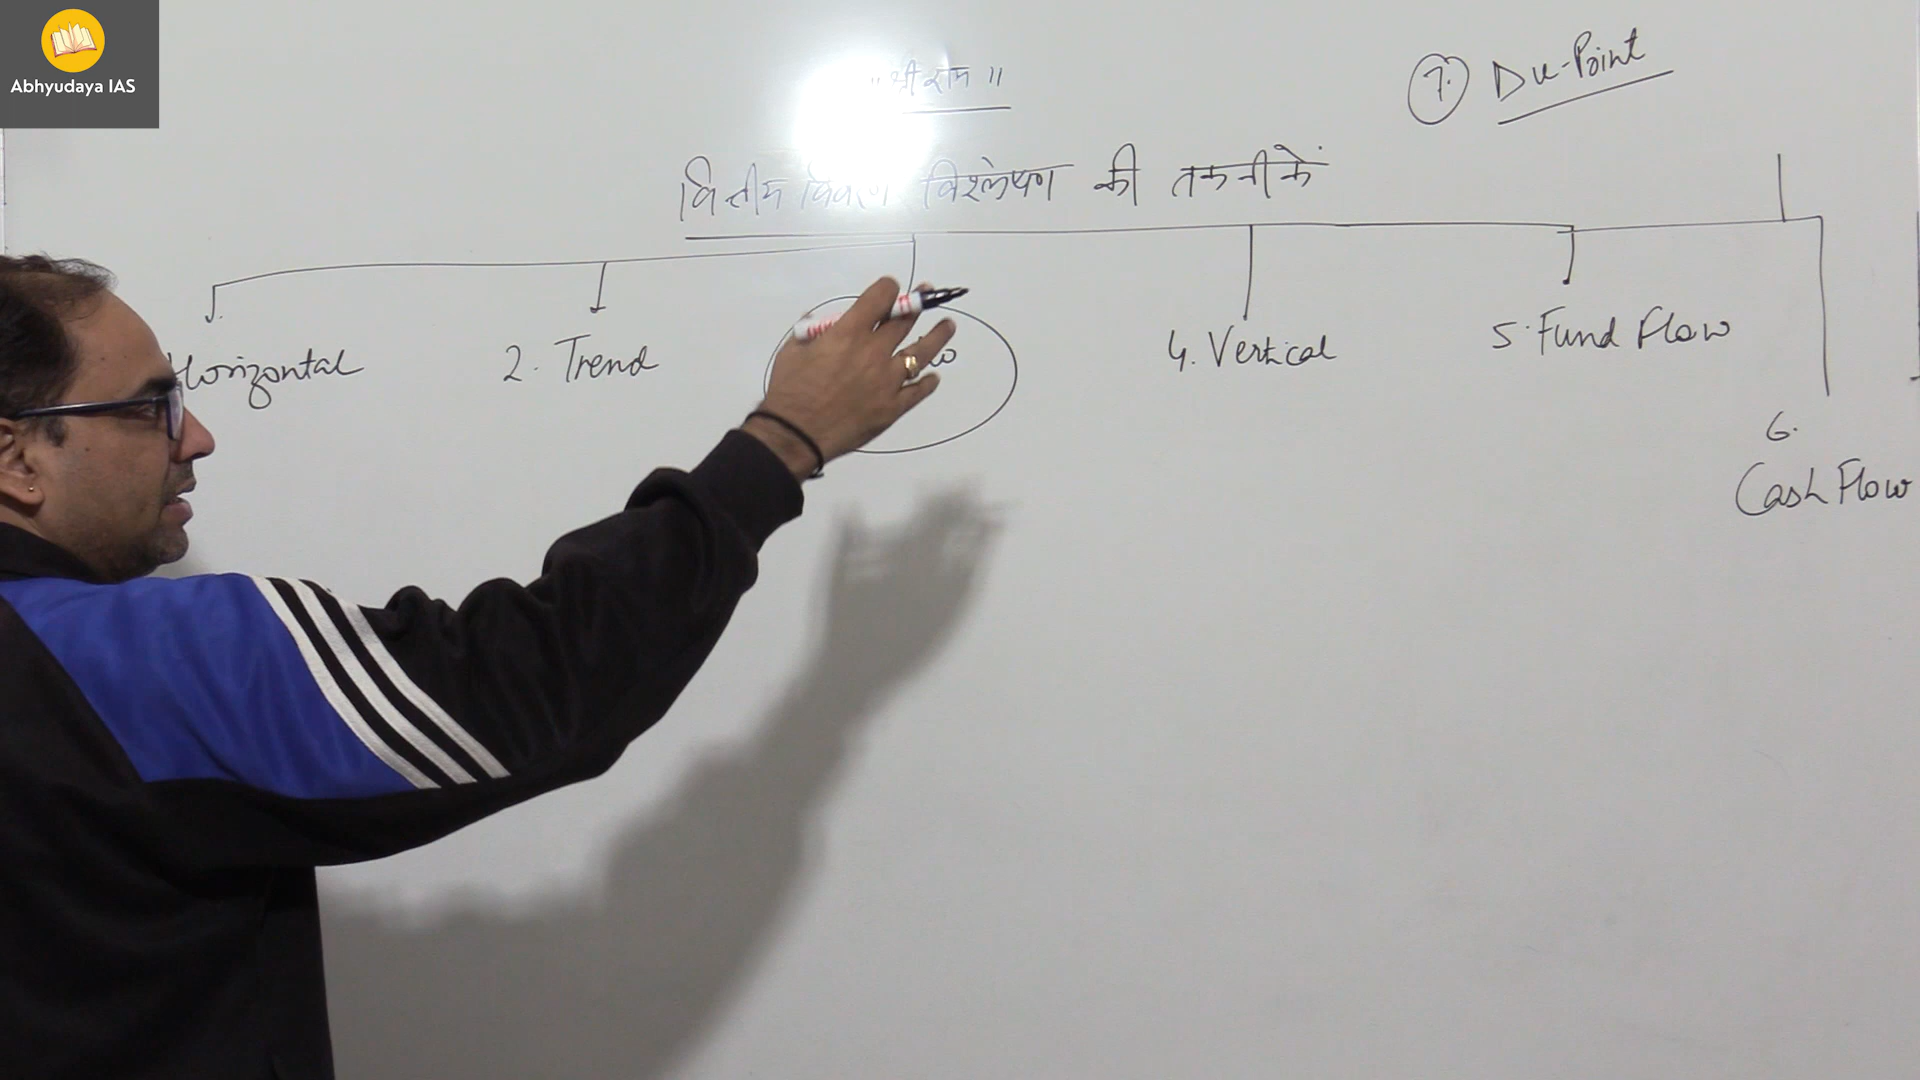 Abhyudaya IAS
"श्री राम"
7. Du-Point
वित्तीय विवरण विश्लेषण की तकनीकें
Horizontal
2. Trend
4. Vertical
5. Fund Flow
6.
Cash Flow